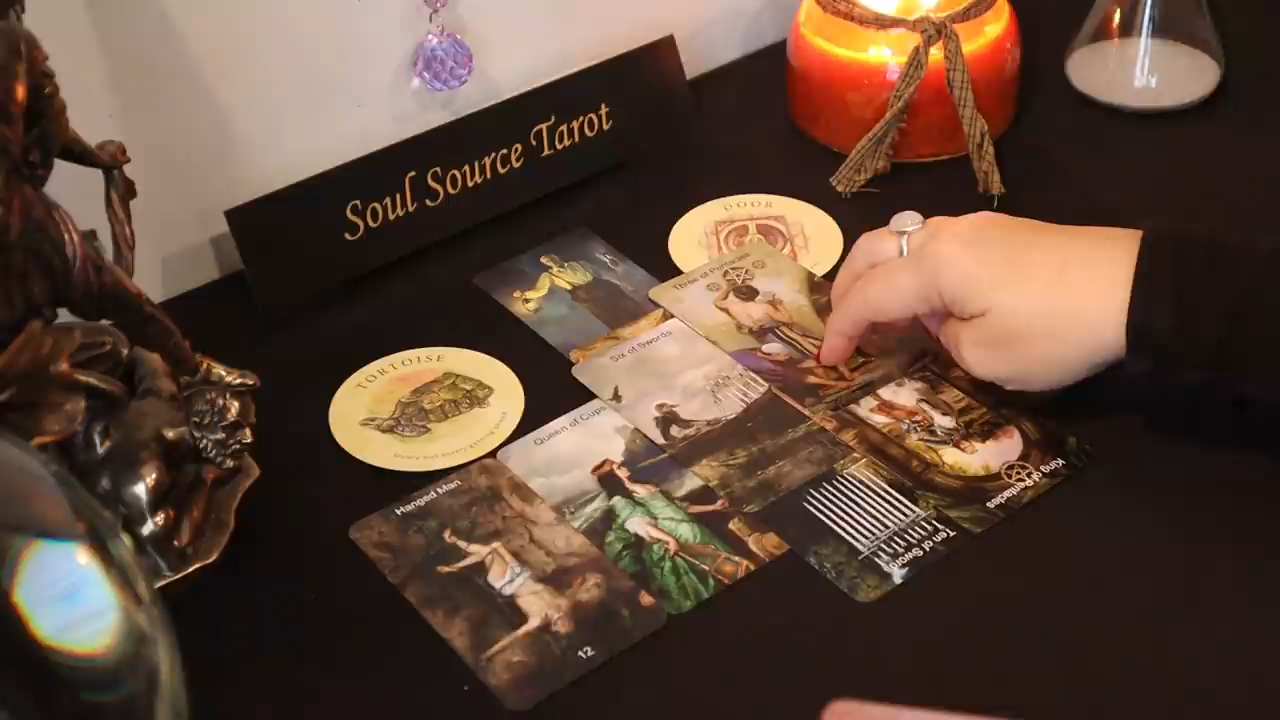 Soul Source Tarot
DOOR
Three of Pentacles
TORTOISE
Six of Swords
Queen of Cups
Hanged Man
12
King of Pentacles
Ten of Swords